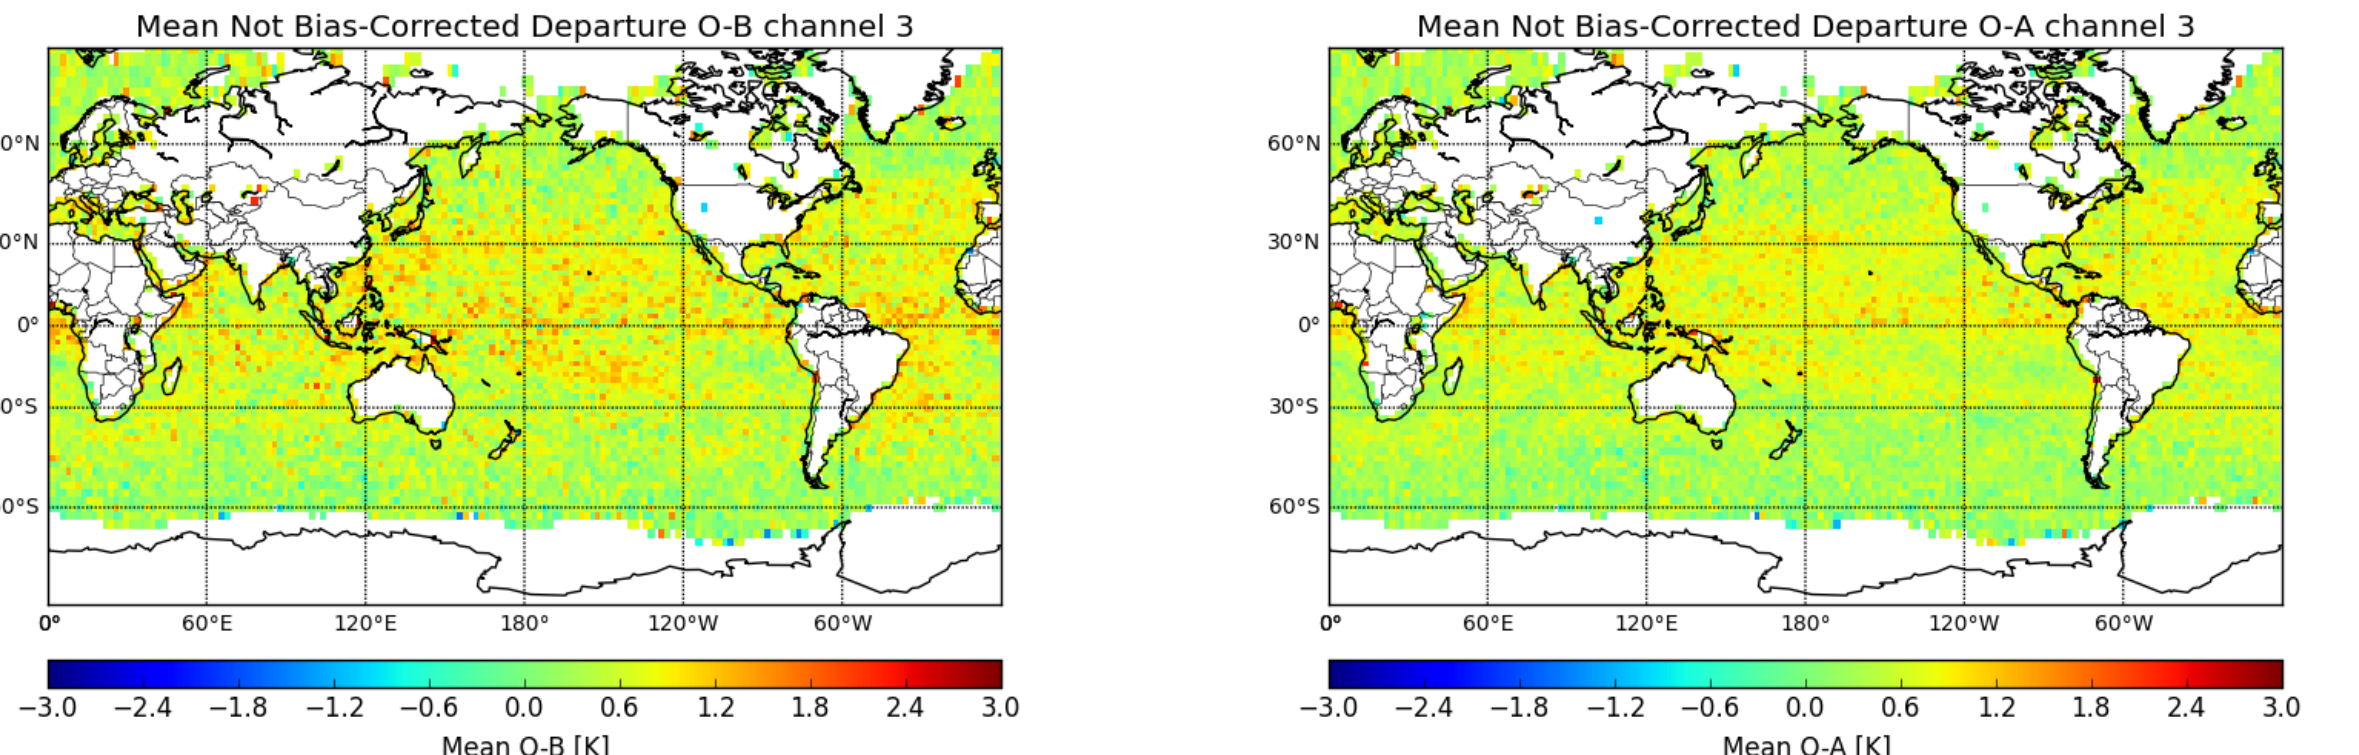 Mean Not Bias-Corrected Departure O-B channel 3
0°N
0°N
0°
0°S
0°S
0° 60°E 120°E 180° 120°W 60°W
−3.0 −2.4 −1.8 −1.2 −0.6 0.0 0.6 1.2 1.8 2.4 3.0
Mean O-B [K]
Mean Not Bias-Corrected Departure O-A channel 3
60°N
30°N
0°
30°S
60°S
0° 60°E 120°E 180° 120°W 60°W
−3.0 −2.4 −1.8 −1.2 −0.6 0.0 0.6 1.2 1.8 2.4 3.0
Mean O-A [K]